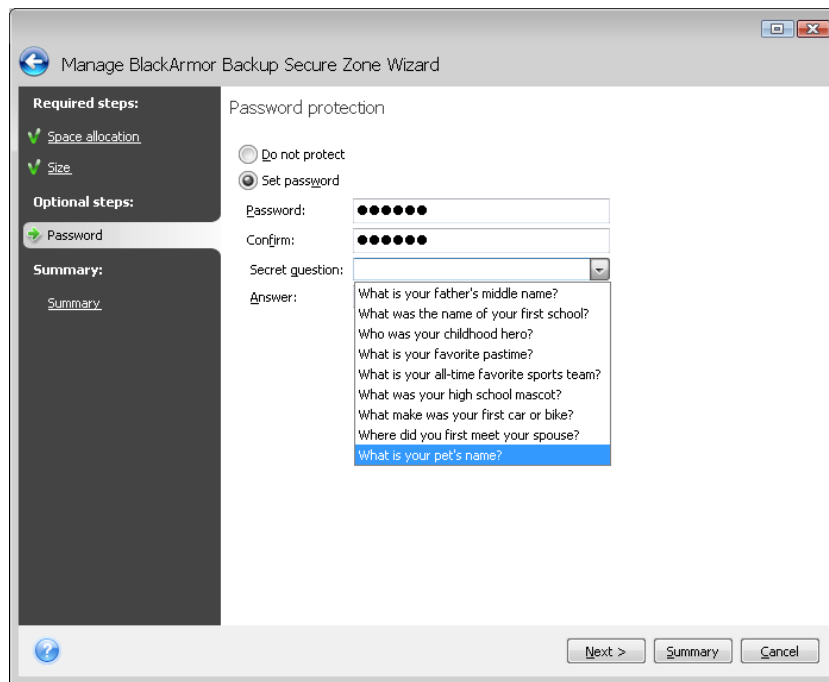 Manage BlackArmor Backup Secure Zone Wizard
Required steps:
Space allocation
Size
Optional steps:
Password
Summary:
Summary
Password protection
Do not protect
Set password
Password: ●●●●●●
Confirm: ●●●●●●
Secret question:
Answer:
What is your father's middle name?
What was the name of your first school?
Who was your childhood hero?
What is your favorite pastime?
What is your all-time favorite sports team?
What was your high school mascot?
What make was your first car or bike?
Where did you first meet your spouse?
What is your pet's name?
?
Next >
Summary
Cancel